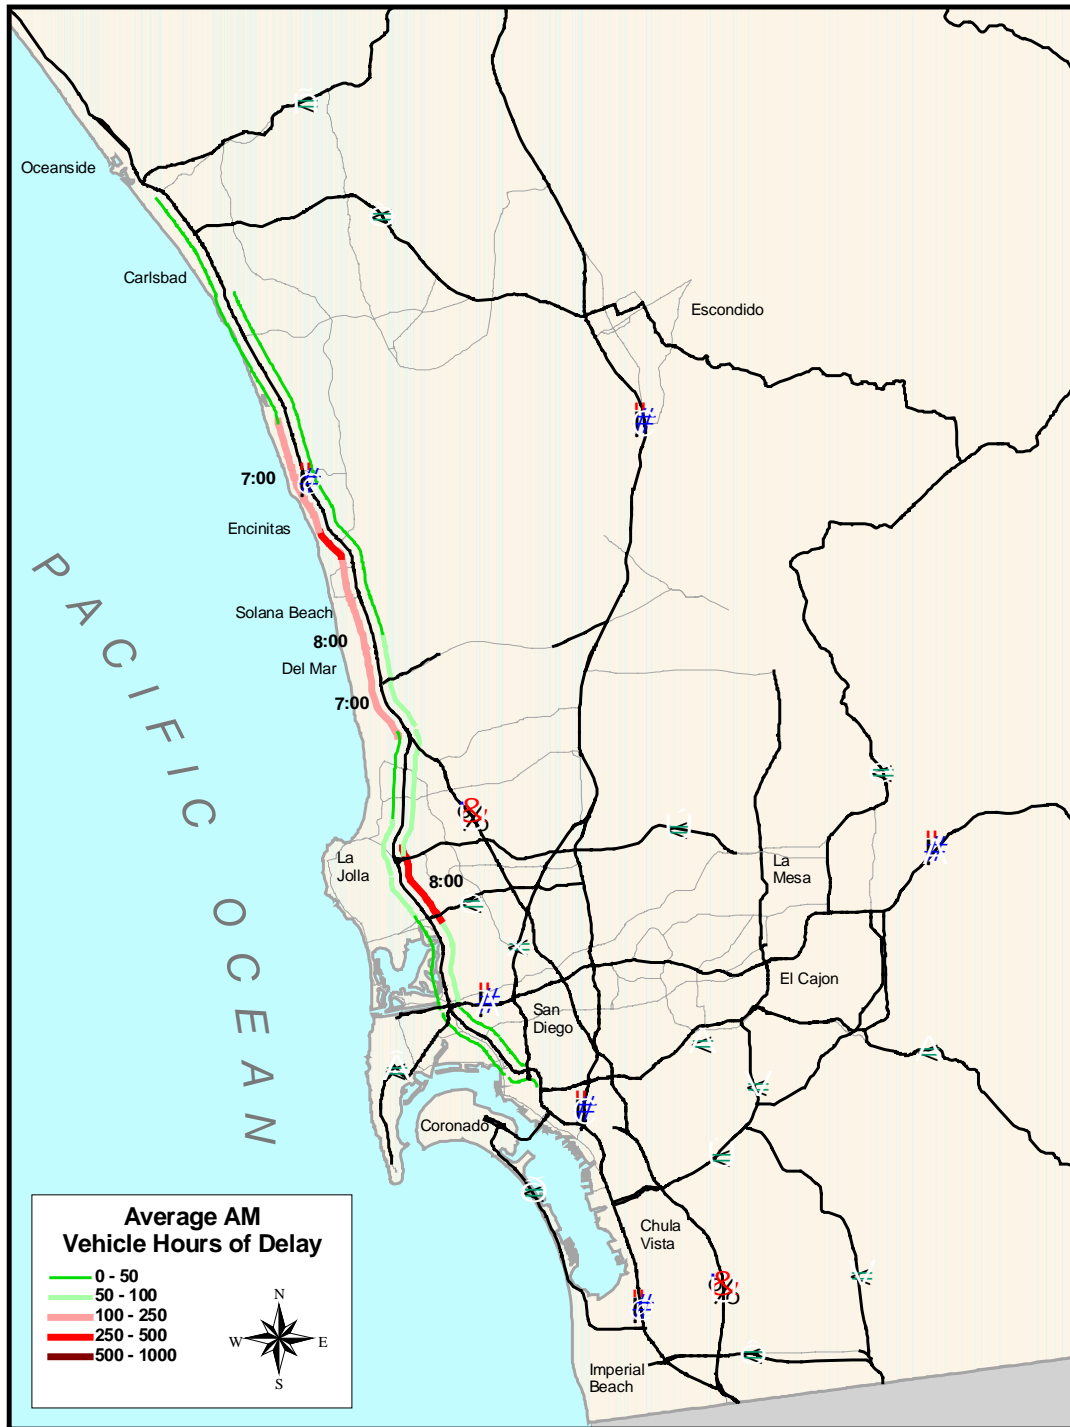 Oceanside
Carlsbad
Escondido
7:00
Encinitas
PACIFIC OCEAN
Solana Beach
8:00
Del Mar
7:00
La
Jolla
8:00
La
Mesa
El Cajon
San
Diego
Coronado
Chula
Vista
Imperial
Beach
Average AM
Vehicle Hours of Delay
0 - 50
50 - 100
100 - 250
250 - 500
500 - 1000
N
W E
S